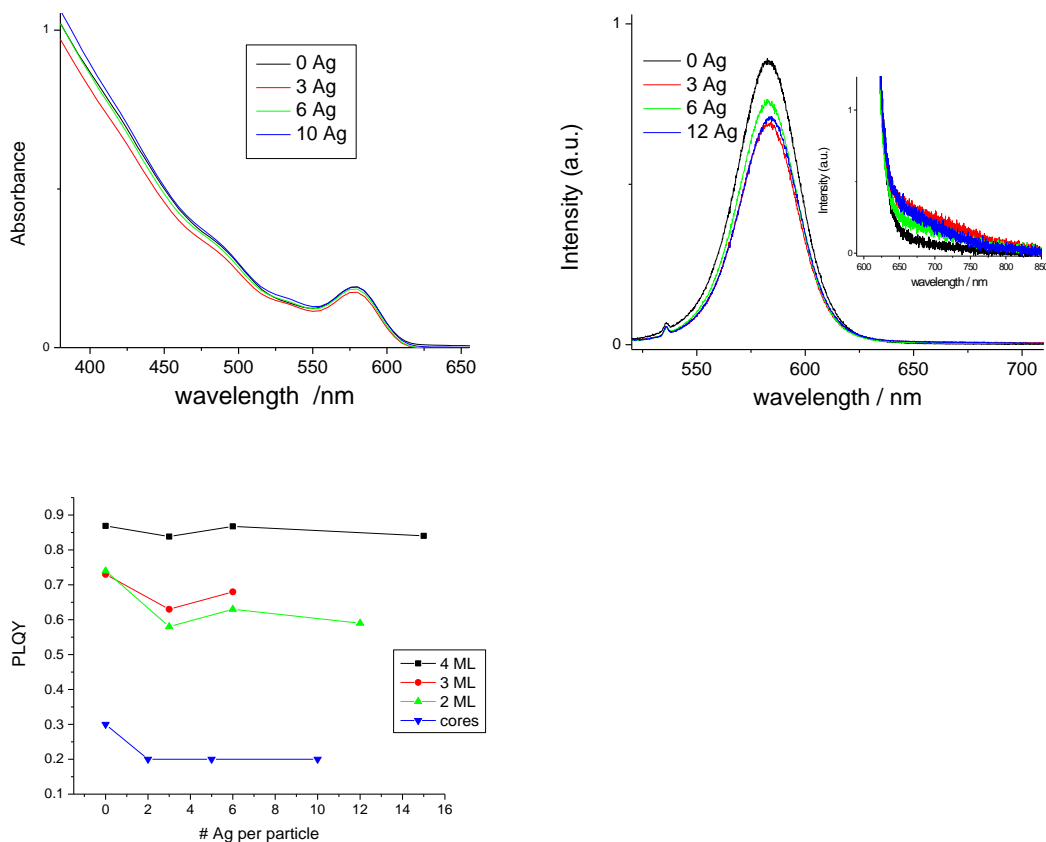 1
0 Ag
3 Ag
6 Ag
10 Ag
Absorbance
0
400 450 500 550 600 650
wavelength /nm
1
0 Ag
3 Ag
6 Ag
12 Ag
Intensity (a.u.)
0
550 600 650 700
wavelength / nm
1
Intensity (a.u.)
0
600 650 700 750 800 850
wavelength / nm
0.9
0.8
0.7
0.6
0.5
0.4
0.3
0.2
0.1
PLQY
4 ML
3 ML
2 ML
cores
0 2 4 6 8 10 12 14 16
# Ag per particle